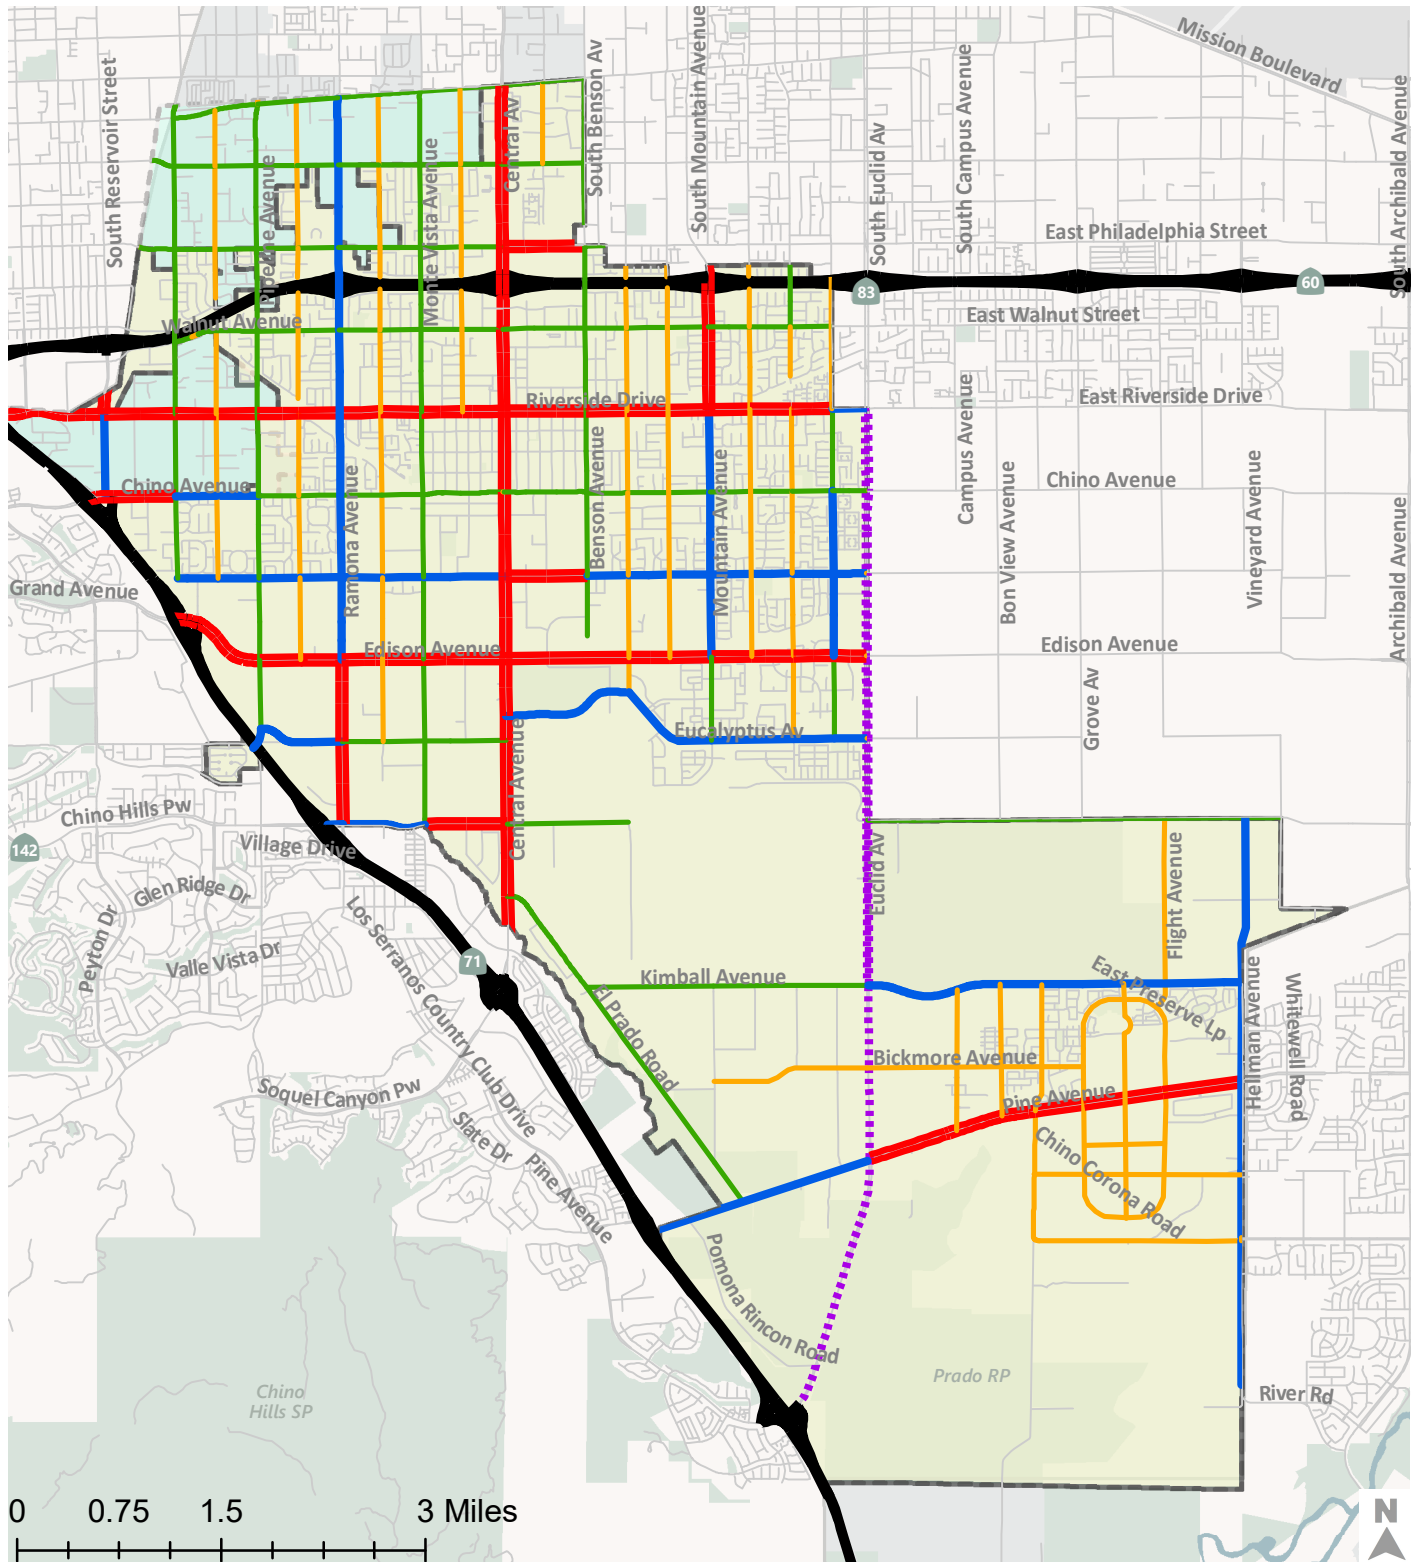 Mission Boulevard
South Reservoir Street
Central Av
South Benson Av
South Mountain Avenue
South Euclid Av
South Campus Avenue
South Archibald Avenue
Pipeline Avenue
Monte Vista Avenue
East Philadelphia Street
83
60
Walnut Avenue
East Walnut Street
Riverside Drive
East Riverside Drive
Chino Avenue
Ramona Avenue
Benson Avenue
Mountain Avenue
Campus Avenue
Bon View Avenue
Chino Avenue
Vineyard Avenue
Archibald Avenue
Grand Avenue
Edison Avenue
Edison Avenue
Grove Av
Eucalyptus Av
Central Avenue
Chino Hills Pw
142
Village Drive
Euclid Av
Flight Avenue
Glen Ridge Dr
Peyton Dr
Valle Vista Dr
Los Serranos Country Club Drive
71
Kimball Avenue
East Preserve Lp
Hellman Avenue
Whitewell Road
El Prado Road
Bickmore Avenue
Soquel Canyon Pw
Slate Dr
Pine Avenue
Pine Avenue
Chino Corona Road
Pomona Rincon Road
Prado RP
River Rd
Chino
Hills SP
0 0.75 1.5 3 Miles
N